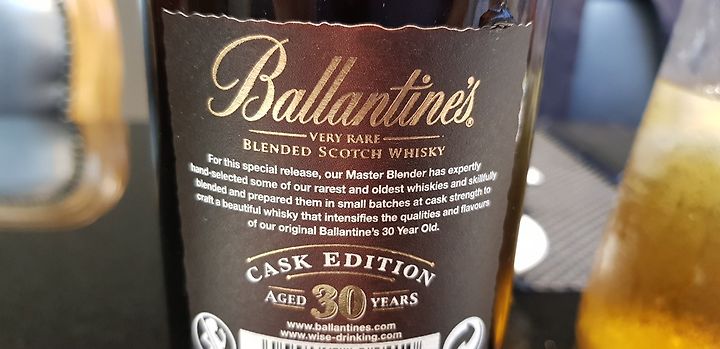 Ballantine's®
VERY RARE
BLENDED SCOTCH WHISKY
For this special release, our Master Blender has expertly
hand-selected some of our rarest and oldest whiskies and skillfully
blended and prepared them in small batches at cask strength to
craft a beautiful whisky that intensifies the qualities and flavours
of our original Ballantine's 30 Year Old.
CASK EDITION
AGED 30 YEARS
www.ballantines.com
www.wise-drinking.com